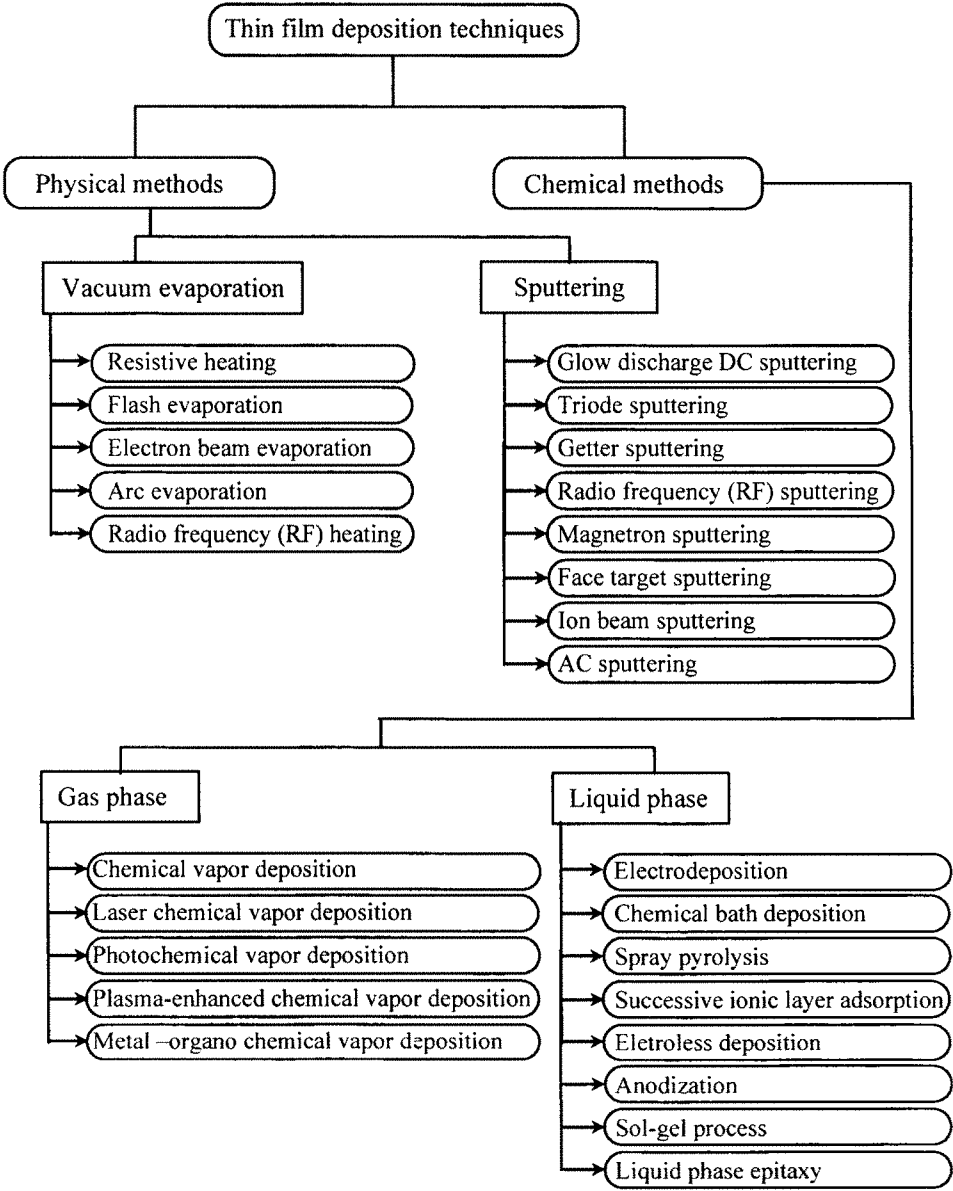 Thin film deposition techniques
Physical methods
Chemical methods
Vacuum evaporation
Resistive heating
Flash evaporation
Electron beam evaporation
Arc evaporation
Radio frequency (RF) heating
Sputtering
Glow discharge DC sputtering
Triode sputtering
Getter sputtering
Radio frequency (RF) sputtering
Magnetron sputtering
Face target sputtering
Ion beam sputtering
AC sputtering
Gas phase
Chemical vapor deposition
Laser chemical vapor deposition
Photochemical vapor deposition
Plasma-enhanced chemical vapor deposition
Metal –organo chemical vapor deposition
Liquid phase
Electrodeposition
Chemical bath deposition
Spray pyrolysis
Successive ionic layer adsorption
Eletroless deposition
Anodization
Sol-gel process
Liquid phase epitaxy